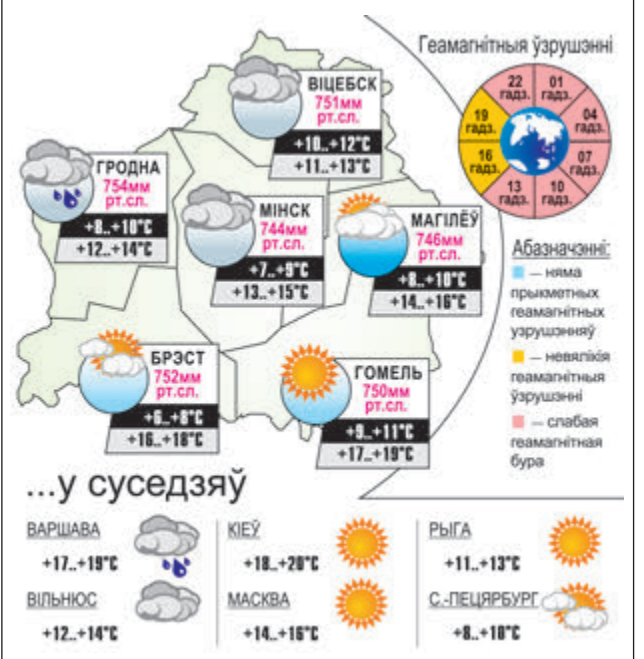 Геамагнітныя ўзрушэнні
22 гадз.
01 гадз.
04 гадз.
07 гадз.
10 гадз.
13 гадз.
16 гадз.
19 гадз.
ВІЦЕБСК
751мм
рт.сл.
+10..+12°C
+11..+13°C
ГРОДНА
754мм
рт.сл.
+8..+10°C
+12..+14°C
МІНСК
744мм
рт.сл.
+7..+9°C
+13..+15°C
МАГІЛЁЎ
746мм
рт.сл.
+8..+10°C
+14..+16°C
БРЭСТ
752мм
рт.сл.
+6..+8°C
+16..+18°C
ГОМЕЛЬ
750мм
рт.сл.
+9..+11°C
+17..+19°C
Абазначэнні:
— няма
прыкметных
геамагнітных
узрушэнняў
— невялікія
геамагнітныя
ўзрушэнні
— слабая
геамагнітная
бура
...у суседзяў
ВАРШАВА
+17..+19°C
КІЕЎ
+18..+20°C
РЫГА
+11..+13°C
ВІЛЬНЮС
+12..+14°C
МАСКВА
+14..+16°C
С.-ПЕЦЯРБУРГ
+8..+10°C